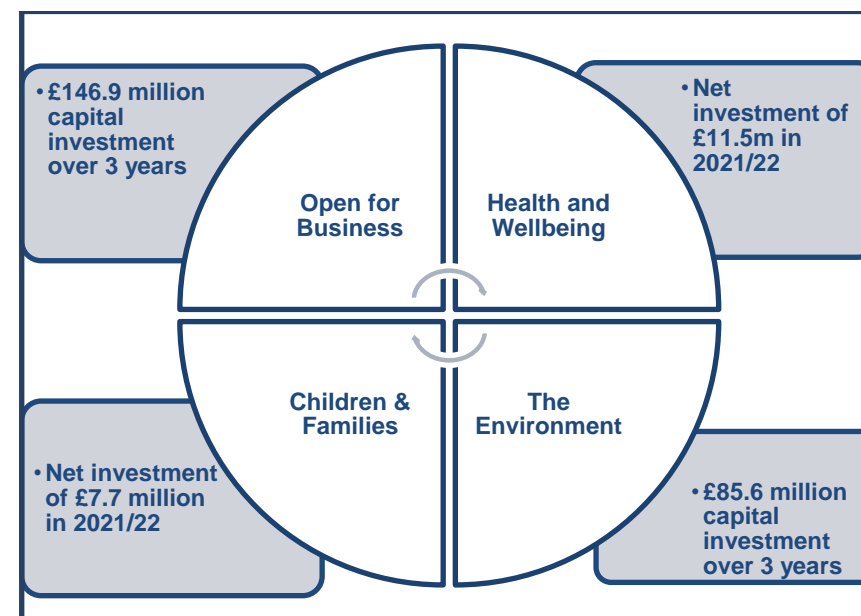 • £146.9 million
capital
investment
over 3 years
Open for
Business
Health and
Wellbeing
• Net
investment of
£11.5m in
2021/22
• Net investment
of £7.7 million
in 2021/22
Children &
Families
The
Environment
• £85.6 million
capital
investment
over 3 years